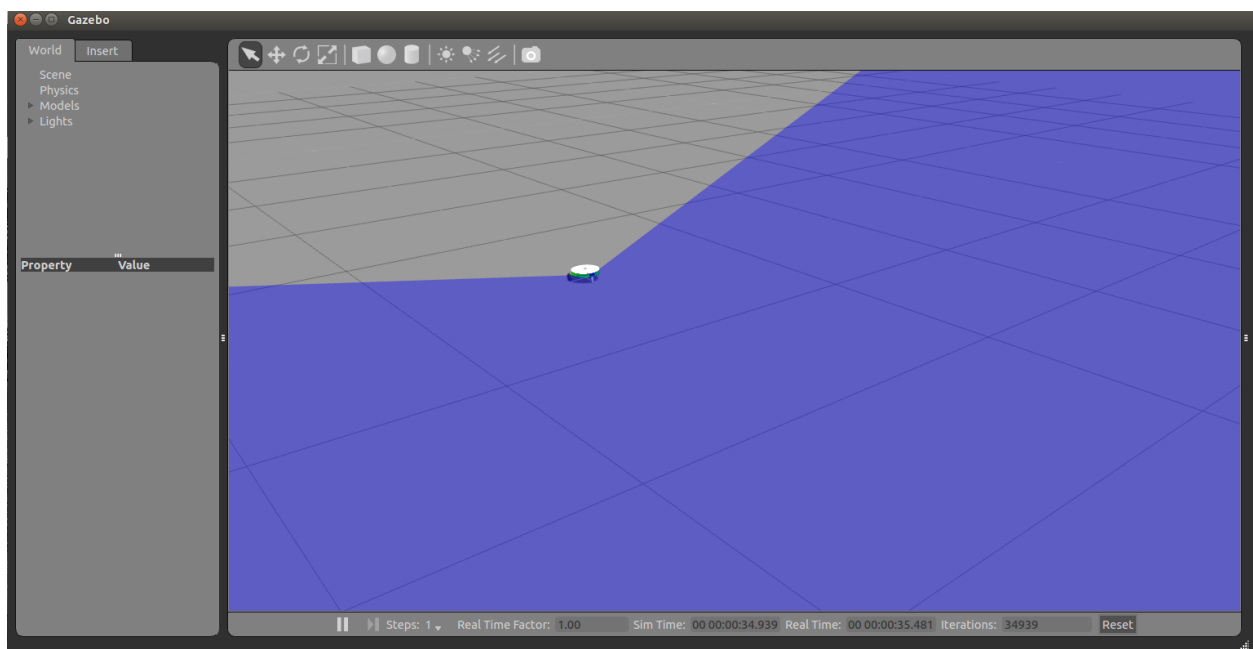 Gazebo
World Insert
Scene
Physics
Models
Lights
Property Value
Steps: 1 Real Time Factor: 1.00 Sim Time: 00 00:00:34.939 Real Time: 00 00:00:35.481 Iterations: 34939 Reset